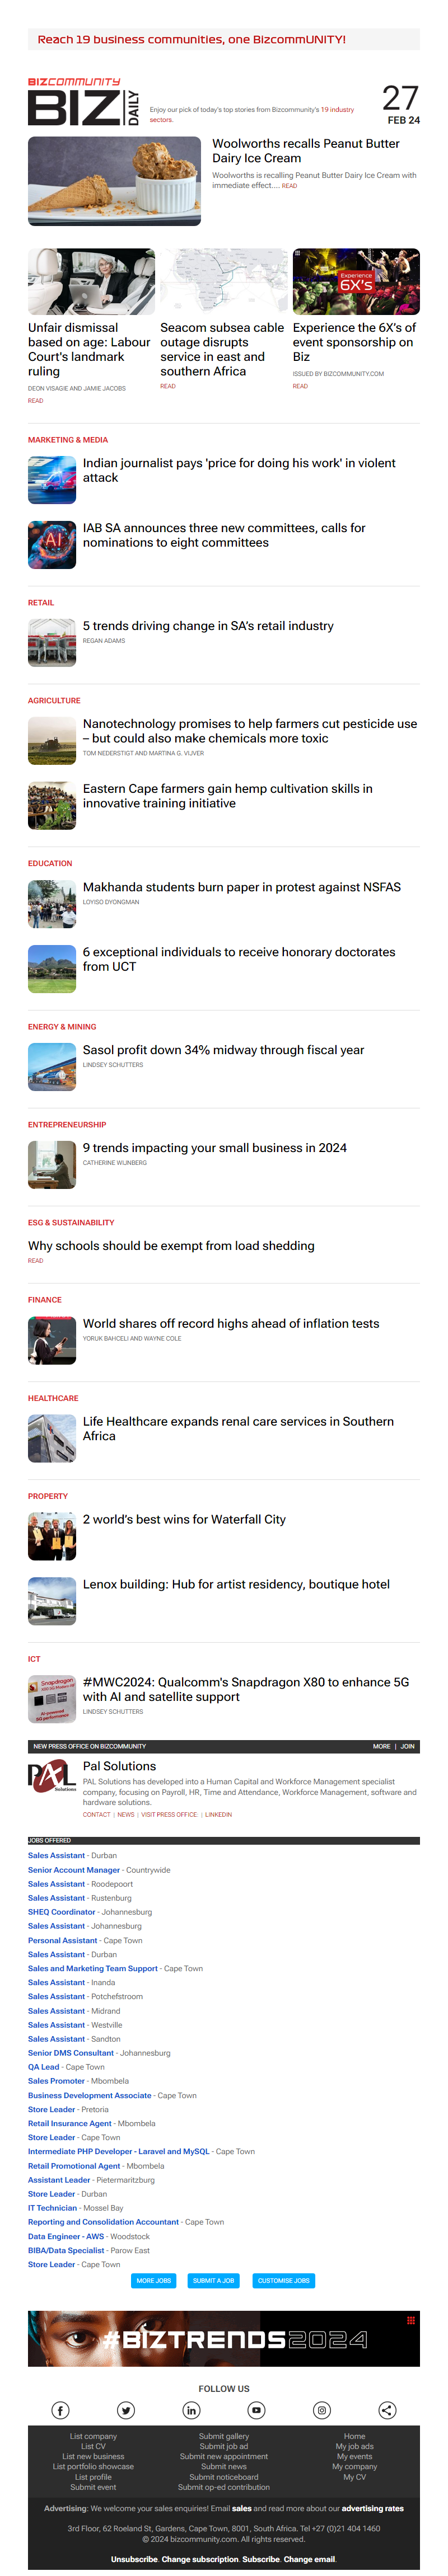 Reach 19 business communities, one BizcommUNITY!
BIZCOMMUNITY
BIZ DAILY
Enjoy our pick of today's top stories from Bizcommunity's 19 industry
sectors.
27
FEB 24
Woolworths recalls Peanut Butter
Dairy Ice Cream
Woolworths is recalling Peanut Butter Dairy Ice Cream with
immediate effect.... READ
Experience
6X's
Unfair dismissal
based on age: Labour
Court's landmark
ruling
DEON VISAGIE AND JAMIE JACOBS
READ
Seacom subsea cable
outage disrupts
service in east and
southern Africa
READ
Experience the 6X's of
event sponsorship on
Biz
ISSUED BY BIZCOMMUNITY.COM
READ
MARKETING & MEDIA
Indian journalist pays 'price for doing his work' in violent
attack
AI
IAB SA announces three new committees, calls for
nominations to eight committees
RETAIL
5 trends driving change in SA's retail industry
REGAN ADAMS
AGRICULTURE
Nanotechnology promises to help farmers cut pesticide use
– but could also make chemicals more toxic
TOM NEDERSTIGT AND MARTINA G. VIJVER
Eastern Cape farmers gain hemp cultivation skills in
innovative training initiative
EDUCATION
Makhanda students burn paper in protest against NSFAS
LOYISO DYONGMAN
6 exceptional individuals to receive honorary doctorates
from UCT
ENERGY & MINING
Sasol profit down 34% midway through fiscal year
LINDSEY SCHUTTERS
ENTREPRENEURSHIP
9 trends impacting your small business in 2024
CATHERINE WIJNBERG
ESG & SUSTAINABILITY
Why schools should be exempt from load shedding
READ
FINANCE
World shares off record highs ahead of inflation tests
YORUK BAHCELI AND WAYNE COLE
HEALTHCARE
Life Healthcare expands renal care services in Southern
Africa
PROPERTY
2 world's best wins for Waterfall City
Lenox building: Hub for artist residency, boutique hotel
ICT
Snapdragon
#MWC2024: Qualcomm's Snapdragon X80 to enhance 5G
with AI and satellite support
LINDSEY SCHUTTERS
NEW PRESS OFFICE ON BIZCOMMUNITY MORE | JOIN
PAL Solutions
Pal Solutions
PAL Solutions has developed into a Human Capital and Workforce Management specialist
company, focusing on Payroll, HR, Time and Attendance, Workforce Management, software and
hardware solutions.
CONTACT | NEWS | VISIT PRESS OFFICE | LINKEDIN
JOBS OFFERED
Sales Assistant - Durban
Senior Account Manager - Countrywide
Sales Assistant - Roodepoort
Sales Assistant - Rustenburg
SHEQ Coordinator - Johannesburg
Sales Assistant - Johannesburg
Personal Assistant - Cape Town
Sales Assistant - Durban
Sales and Marketing Team Support - Cape Town
Sales Assistant - Inanda
Sales Assistant - Potchefstroom
Sales Assistant - Midrand
Sales Assistant - Westville
Sales Assistant - Sandton
Senior DMS Consultant - Johannesburg
QA Lead - Cape Town
Sales Promoter - Mbombela
Business Development Associate - Cape Town
Store Leader - Pretoria
Retail Insurance Agent - Mbombela
Store Leader - Cape Town
Intermediate PHP Developer - Laravel and MySQL - Cape Town
Retail Promotional Agent - Mbombela
Assistant Leader - Pietermaritzburg
Store Leader - Durban
IT Technician - Mossel Bay
Reporting and Consolidation Accountant - Cape Town
Data Engineer - AWS - Woodstock
BIBA/Data Specialist - Parow East
Store Leader - Cape Town
MORE JOBS SUBMIT A JOB CUSTOMISE JOBS
#BIZTRENDS2024
FOLLOW US
List company
List CV
List new business
List portfolio showcase
List profile
Submit event
Submit gallery
Submit job ad
Submit new appointment
Submit news
Submit noticeboard
Submit op-ed contribution
Home
My job ads
My events
My company
My CV
Advertising: We welcome your sales enquiries! Email sales and read more about our advertising rates
3rd Floor, 62 Roeland St, Gardens, Cape Town, 8001, South Africa. Tel +27 (0)21 404 1460
© 2024 bizcommunity.com. All rights reserved.
Unsubscribe. Change subscription. Subscribe. Change email.